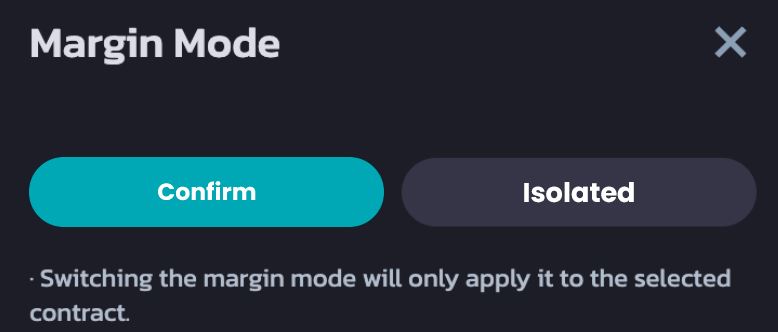 Margin Mode
Confirm
Isolated
· Switching the margin mode will only apply it to the selected
contract.